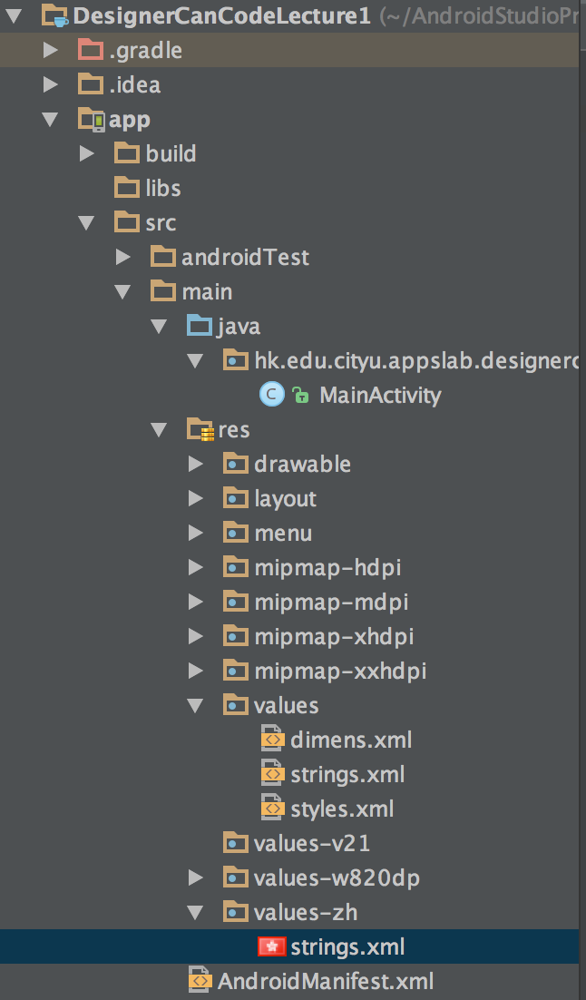 DesignerCanCodeLecture1 (~/AndroidStudioPr
.gradle
.idea
app
build
libs
src
androidTest
main
java
hk.edu.cityu.appslab.designerc
C MainActivity
res
drawable
layout
menu
mipmap-hdpi
mipmap-mdpi
mipmap-xhdpi
mipmap-xxhdpi
values
dimens.xml
strings.xml
styles.xml
values-v21
values-w820dp
values-zh
strings.xml
AndroidManifest.xml